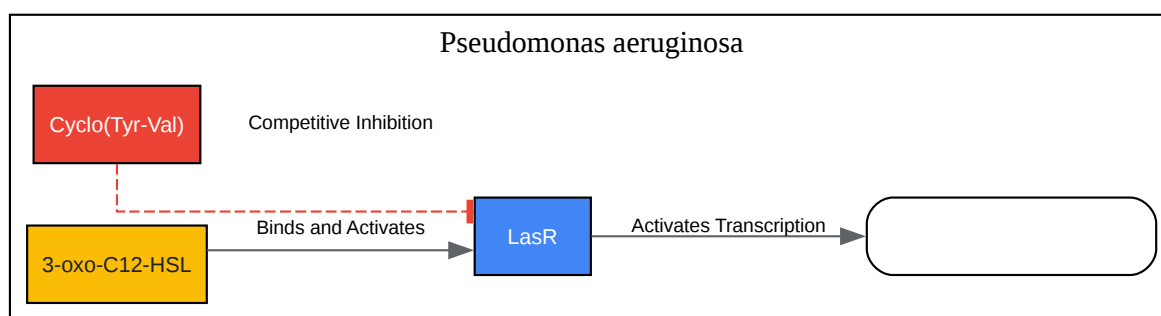 Pseudomonas aeruginosa
Cyclo(Tyr-Val)
Competitive Inhibition
Binds and Activates
3-oxo-C12-HSL
LasR
Activates Transcription